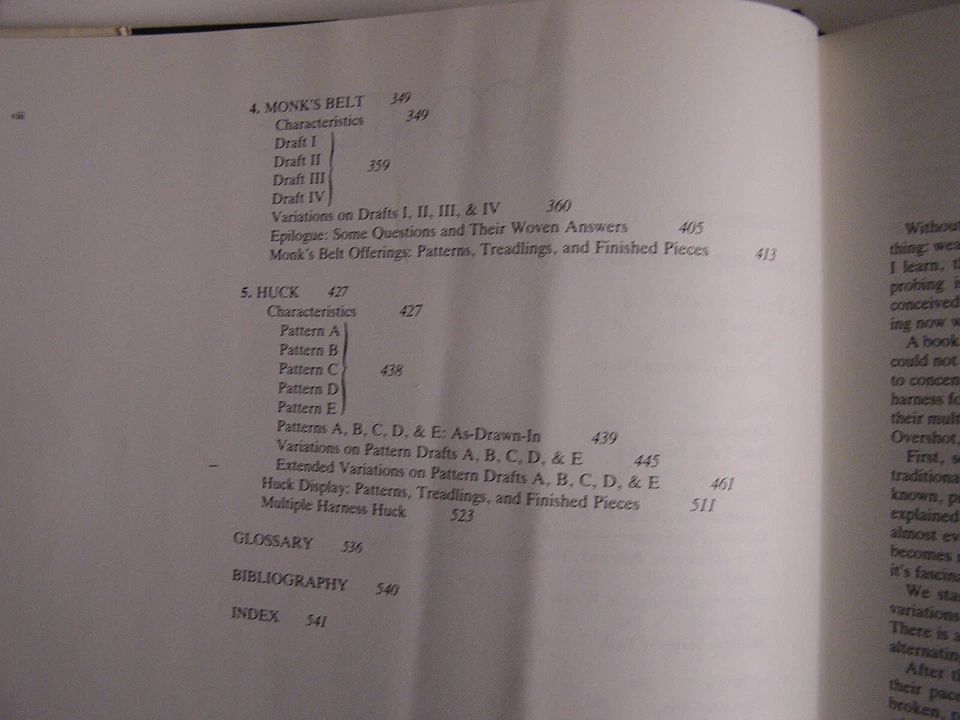 4. MONK'S BELT 349
Characteristics 349
Draft I
Draft II
Draft III
Draft IV
359
Variations on Drafts I, II, III, & IV 360
Epilogue: Some Questions and Their Woven Answers 405
Monk's Belt Offerings: Patterns, Treadlings, and Finished Pieces 413
5. HUCK 427
Characteristics 427
Pattern A
Pattern B
Pattern C
Pattern D
Pattern E
438
Patterns A, B, C, D, & E: As-Drawn-In 439
Variations on Pattern Drafts A, B, C, D, & E 445
Extended Variations on Pattern Drafts A, B, C, D, & E 461
Huck Display: Patterns, Treadlings, and Finished Pieces 511
Multiple Harness Huck 523
GLOSSARY 536
BIBLIOGRAPHY 540
INDEX 541
Without
thing: wea
I learn, t
probing i
conceived
ing now w
A book
could not
to concen
harness fo
their mult
Overshot,
First, s
traditiona
known, p
explained
almost ev
becomes
it's fascina
We sta
variations
There is a
alternatin
After th
their pac
broken,